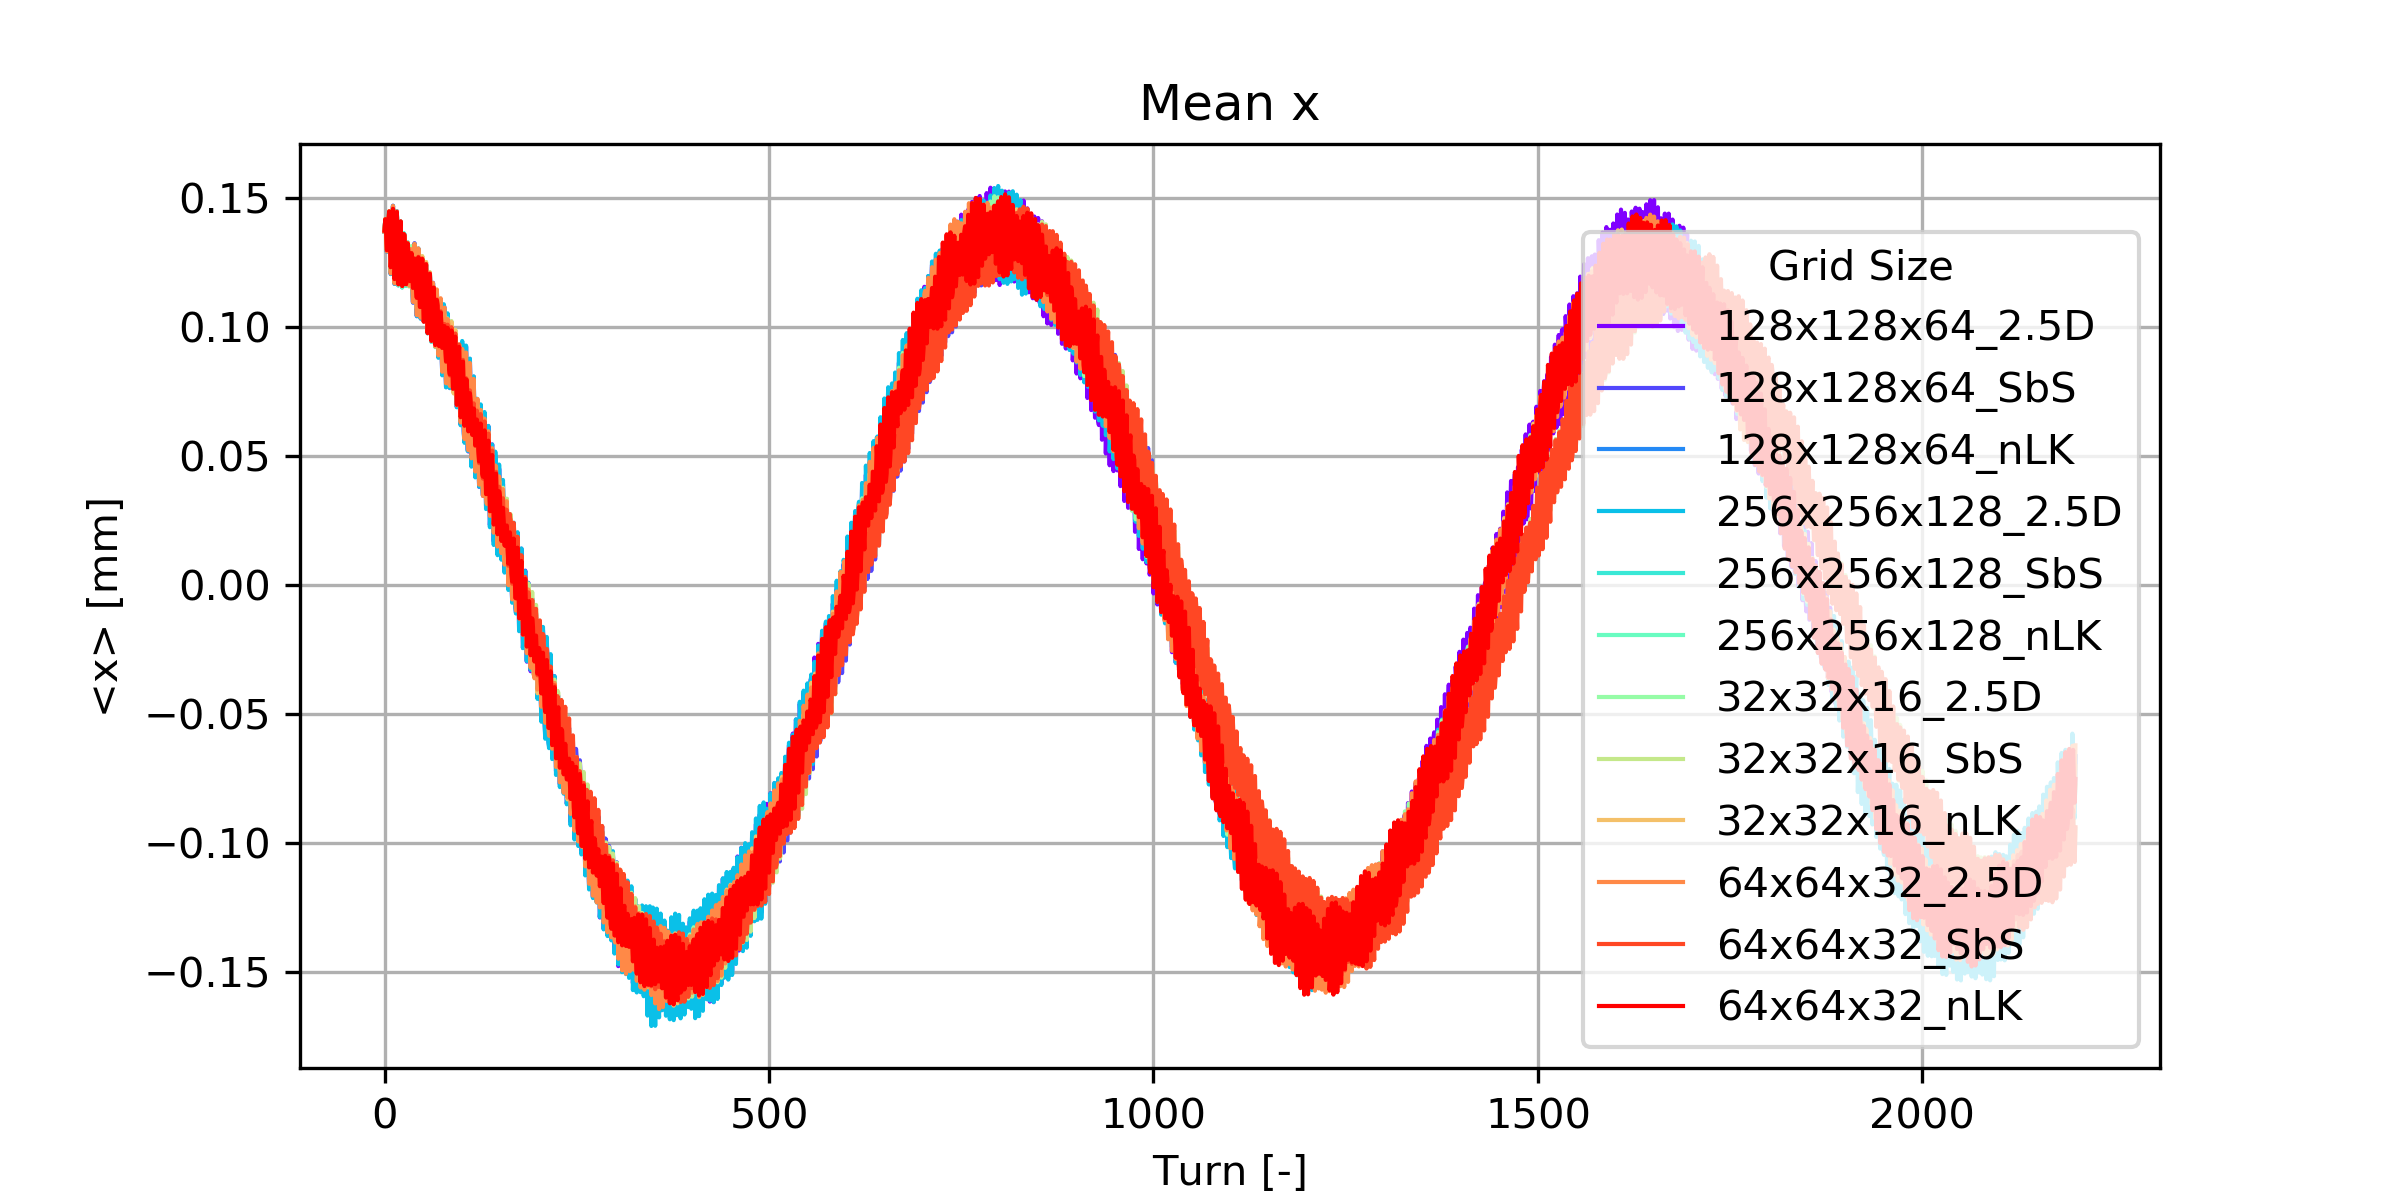 Mean x
0.15
0.10
0.05
0.00
−0.05
−0.10
−0.15
<x> [mm]
0 500 1000 1500 2000
Turn [-]
Grid Size
128x128x64_2.5D
128x128x64_SbS
128x128x64_nLK
256x256x128_2.5D
256x256x128_SbS
256x256x128_nLK
32x32x16_2.5D
32x32x16_SbS
32x32x16_nLK
64x64x32_2.5D
64x64x32_SbS
64x64x32_nLK